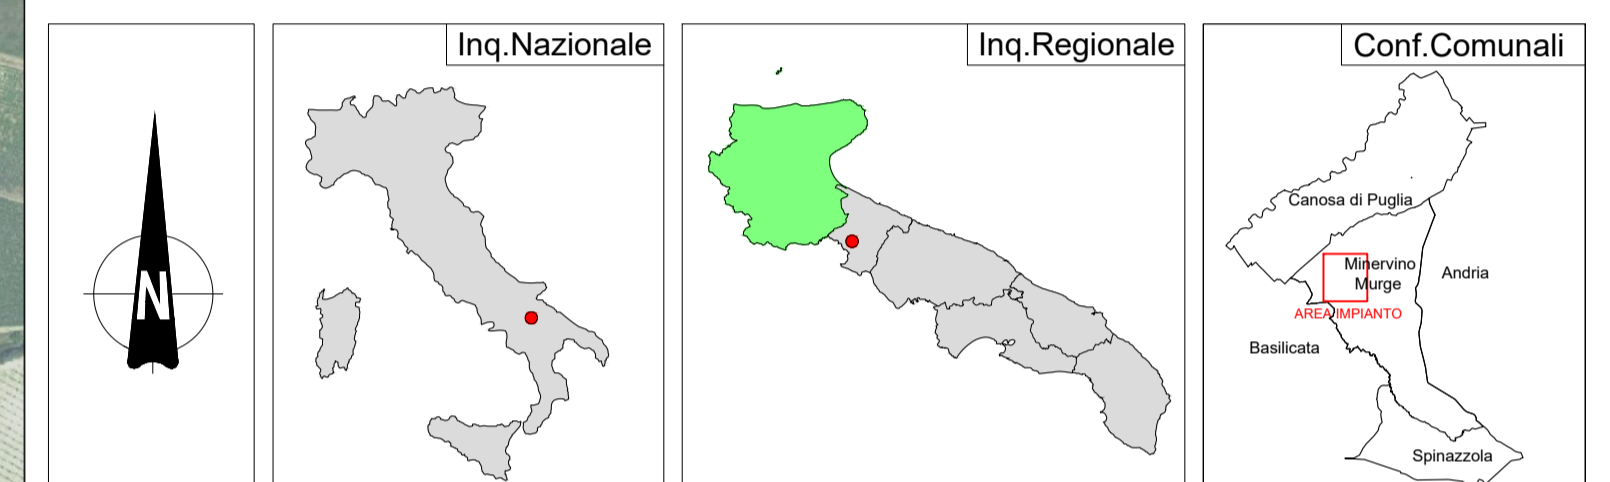 Inq.Nazionale
Inq.Regionale
Conf.Comunali
N
Canosa di Puglia
Minervino
Murge
Andria
AREA IMPIANTO
Basilicata
Spinazzola